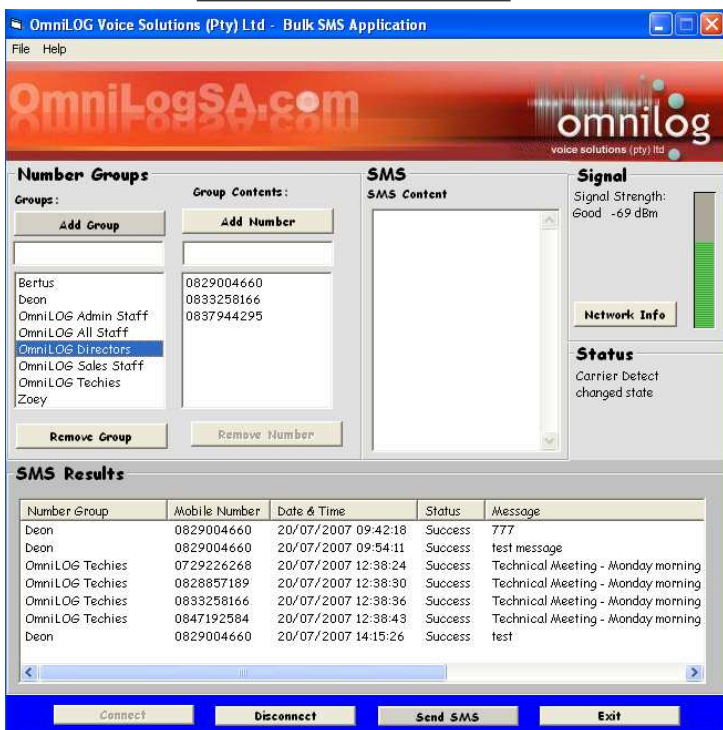 OmniLOG Voice Solutions (Pty) Ltd - Bulk SMS Application
File Help
OmniLogSA.com
omnilog
voice solutions (pty) ltd
Number Groups
Groups:
Add Group
Bertus
Deon
OmniLOG Admin Staff
OmniLOG All Staff
OmniLOG Directors
OmniLOG Sales Staff
OmniLOG Techies
Zoey
Remove Group
Group Contents:
Add Number
0829004660
0833258166
0837944295
Remove Number
SMS
SMS Content
Signal
Signal Strength:
Good -69 dBm
Network Info
Status
Carrier Detect
changed state
SMS Results
Number Group Mobile Number Date & Time Status Message
Deon 0829004660 20/07/2007 09:42:18 Success 777
Deon 0829004660 20/07/2007 09:54:11 Success test message
OmniLOG Techies 0729226268 20/07/2007 12:38:24 Success Technical Meeting - Monday morning
OmniLOG Techies 0828857189 20/07/2007 12:38:30 Success Technical Meeting - Monday morning
OmniLOG Techies 0833258166 20/07/2007 12:38:36 Success Technical Meeting - Monday morning
OmniLOG Techies 0847192584 20/07/2007 12:38:43 Success Technical Meeting - Monday morning
Deon 0829004660 20/07/2007 14:15:26 Success test
Connect Disconnect Send SMS Exit